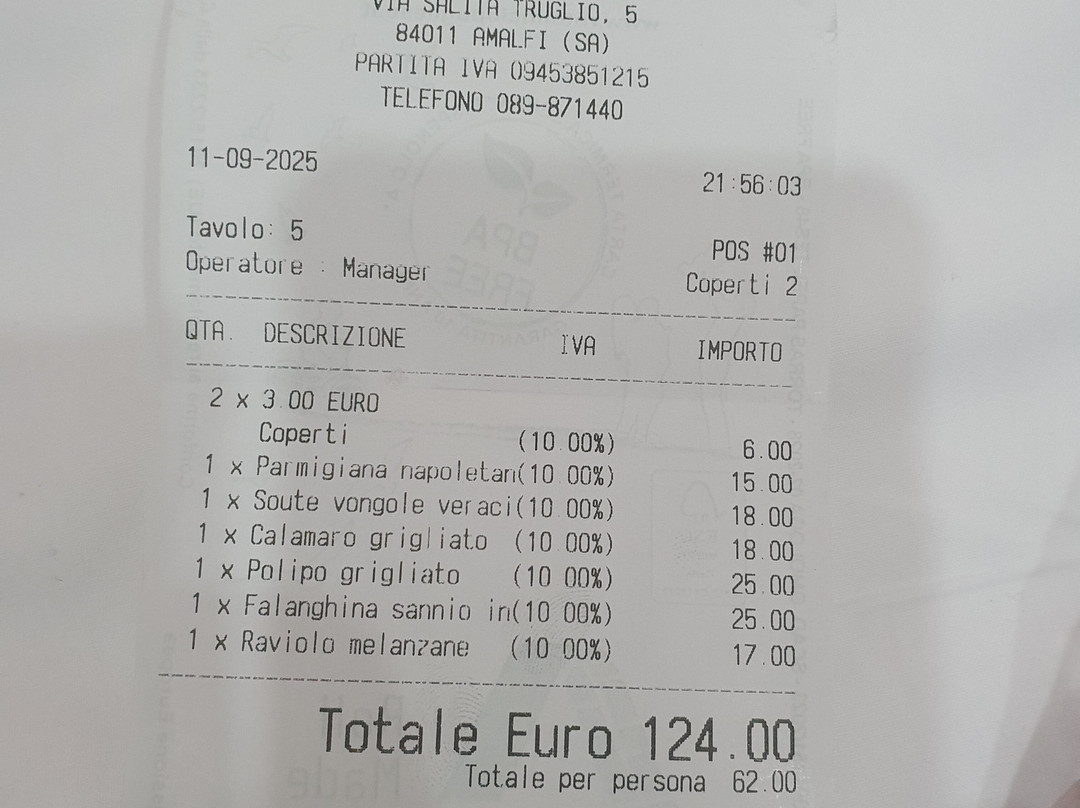 VIA SALITA TRUGLIO, 5
84011 AMALFI (SA)
PARTITA IVA 09453851215
TELEFONO 089-871440
11-09-2025 21:56:03
Tavolo: 5 POS #01
Operatore : Manager Coperti 2
QTA. DESCRIZIONE IVA IMPORTO
2 x 3.00 EURO
Coperti (10.00%) 6.00
1 x Parmigiana napoletan(10.00%) 15.00
1 x Soute vongole veraci(10.00%) 18.00
1 x Calamaro grigliato (10.00%) 18.00
1 x Polipo grigliato (10.00%) 25.00
1 x Falanghina sannio in(10.00%) 25.00
1 x Raviolo melanzane (10.00%) 17.00
Totale Euro 124.00
Totale per persona 62.00
BPA
FREE
Made